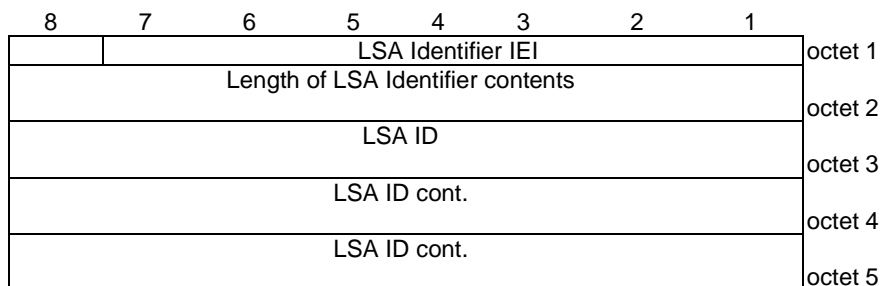 8 7 6 5 4 3 2 1
LSA Identifier IEI octet 1
Length of LSA Identifier contents
octet 2
LSA ID
octet 3
LSA ID cont.
octet 4
LSA ID cont.
octet 5